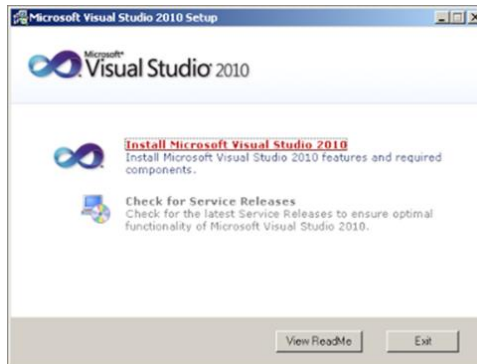 Microsoft Visual Studio 2010 Setup
Microsoft®
Visual Studio 2010
Install Microsoft Visual Studio 2010
Install Microsoft Visual Studio 2010 features and required
components.
Check for Service Releases
Check for the latest Service Releases to ensure optimal
functionality of Microsoft Visual Studio 2010.
View ReadMe
Exit